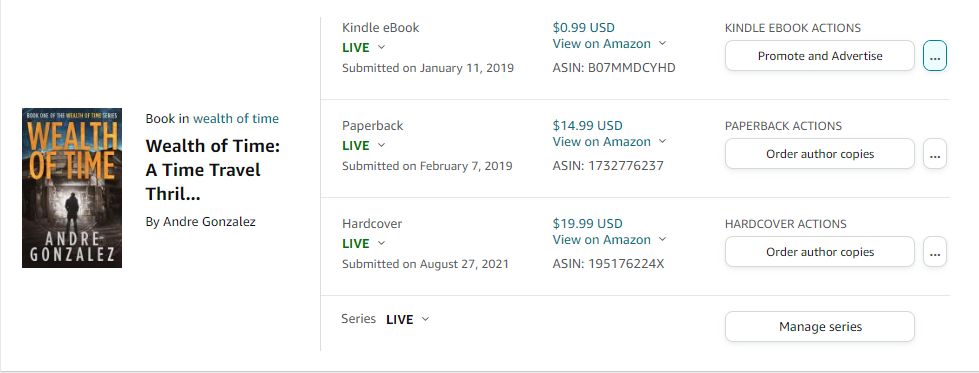 BOOK ONE OF THE WEALTH OF TIME SERIES
WEALTH
OF TIME
ANDRE
GONZALEZ
Book in wealth of time
Wealth of Time:
A Time Travel
Thril...
By Andre Gonzalez
Kindle eBook
LIVE
Submitted on January 11, 2019
$0.99 USD
View on Amazon
ASIN: B07MMDCYHD
KINDLE EBOOK ACTIONS
Promote and Advertise
...
Paperback
LIVE
Submitted on February 7, 2019
$14.99 USD
View on Amazon
ASIN: 1732776237
PAPERBACK ACTIONS
Order author copies
...
Hardcover
LIVE
Submitted on August 27, 2021
$19.99 USD
View on Amazon
ASIN: 195176224X
HARDCOVER ACTIONS
Order author copies
...
Series LIVE
Manage series